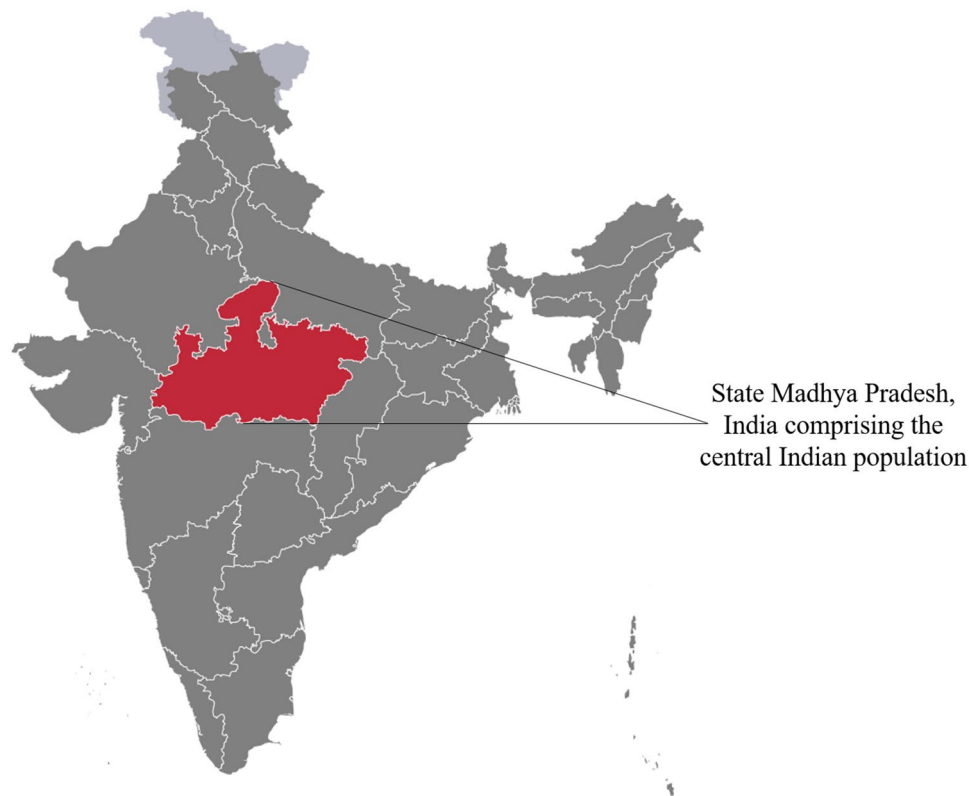 State Madhya Pradesh,
India comprising the
central Indian population